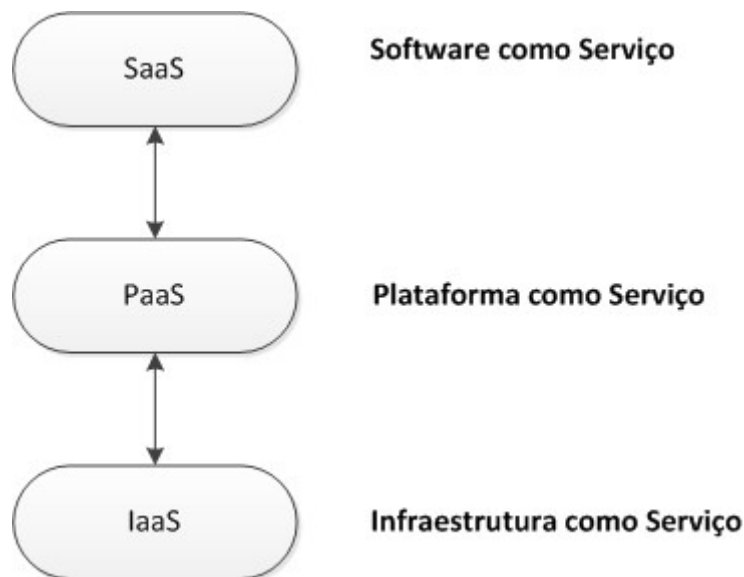 SaaS
Software como Serviço
PaaS
Plataforma como Serviço
IaaS
Infraestrutura como Serviço